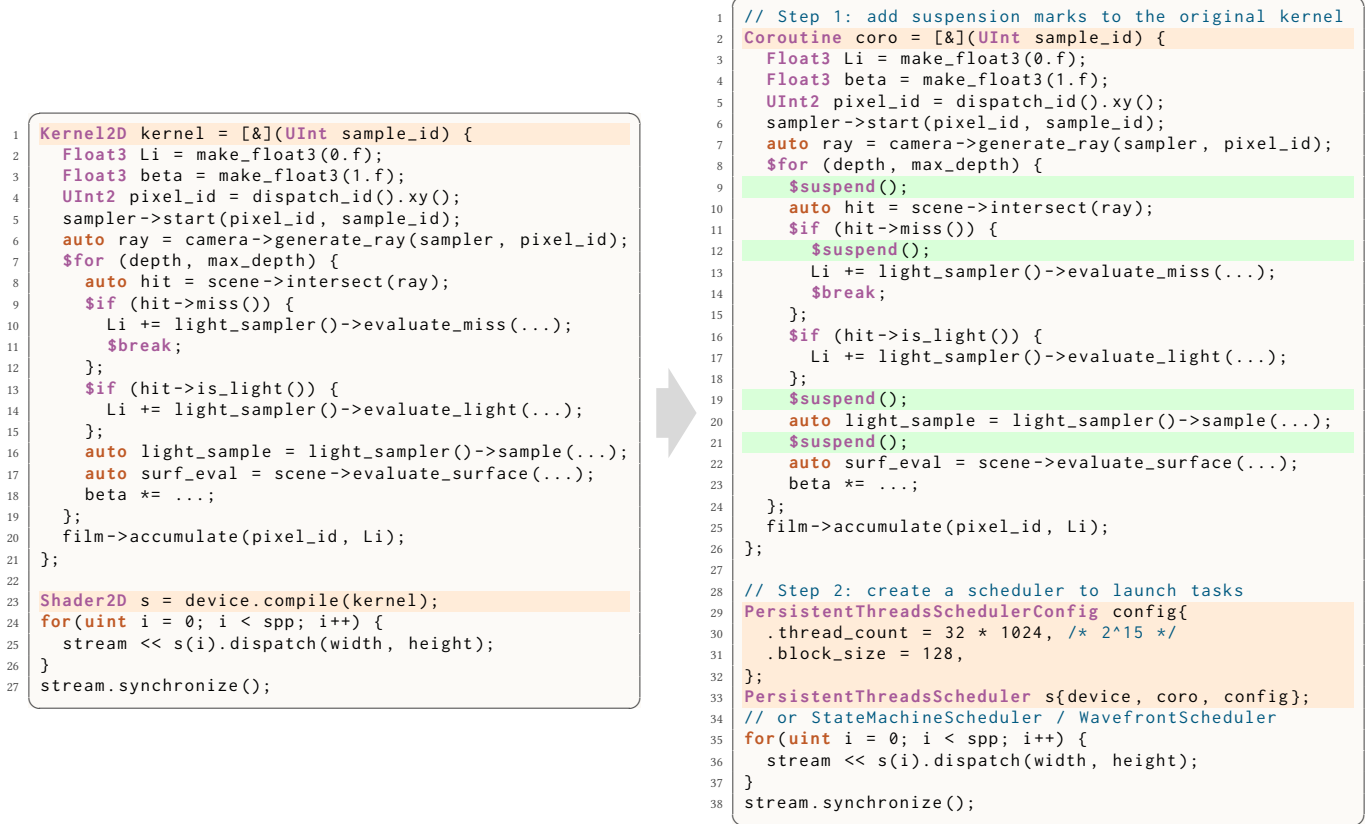 1 Kernel2D kernel = [&](UInt sample_id) {
2   Float3 Li = make_float3(0.f);
3   Float3 beta = make_float3(1.f);
4   UInt2 pixel_id = dispatch_id().xy();
5   sampler->start(pixel_id, sample_id);
6   auto ray = camera->generate_ray(sampler, pixel_id);
7   $for (depth, max_depth) {
8     auto hit = scene->intersect(ray);
9     $if (hit->miss()) {
10       Li += light_sampler()->evaluate_miss(...);
11       $break;
12     };
13     $if (hit->is_light()) {
14       Li += light_sampler()->evaluate_light(...);
15     };
16     auto light_sample = light_sampler()->sample(...);
17     auto surf_eval = scene->evaluate_surface(...);
18     beta *= ...;
19   };
20   film->accumulate(pixel_id, Li);
21 };
22
23 Shader2D s = device.compile(kernel);
24 for(uint i = 0; i < spp; i++) {
25   stream << s(i).dispatch(width, height);
26 }
27 stream.synchronize();
1 // Step 1: add suspension marks to the original kernel
2 Coroutine coro = [&](UInt sample_id) {
3   Float3 Li = make_float3(0.f);
4   Float3 beta = make_float3(1.f);
5   UInt2 pixel_id = dispatch_id().xy();
6   sampler->start(pixel_id, sample_id);
7   auto ray = camera->generate_ray(sampler, pixel_id);
8   $for (depth, max_depth) {
9     $suspend();
10     auto hit = scene->intersect(ray);
11     $if (hit->miss()) {
12       $suspend();
13       Li += light_sampler()->evaluate_miss(...);
14       $break;
15     };
16     $if (hit->is_light()) {
17       Li += light_sampler()->evaluate_light(...);
18     };
19     $suspend();
20     auto light_sample = light_sampler()->sample(...);
21     $suspend();
22     auto surf_eval = scene->evaluate_surface(...);
23     beta *= ...;
24   };
25   film->accumulate(pixel_id, Li);
26 };
27
28 // Step 2: create a scheduler to launch tasks
29 PersistentThreadsSchedulerConfig config{
30   .thread_count = 32 * 1024, /* 2^15 */
31   .block_size = 128,
32 };
33 PersistentThreadsScheduler s{device, coro, config};
34 // or StateMachineScheduler / WavefrontScheduler
35 for(uint i = 0; i < spp; i++) {
36   stream << s(i).dispatch(width, height);
37 }
38 stream.synchronize();